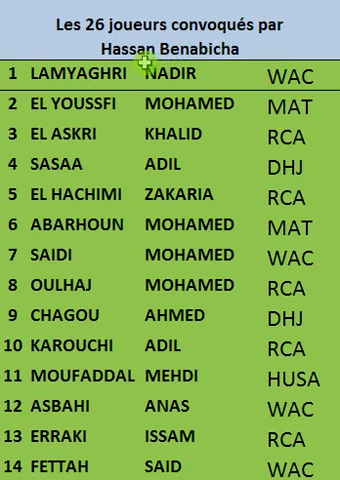 Les 26 joueurs convoqués par
Hassan Benabicha
1 LAMYAGHRI NADIR WAC
2 EL YOUSSFI MOHAMED MAT
3 EL ASKRI KHALID RCA
4 SASAA ADIL DHJ
5 EL HACHIMI ZAKARIA RCA
6 ABARHOUN MOHAMED MAT
7 SAIDI MOHAMED WAC
8 OULHAJ MOHAMED RCA
9 CHAGOU AHMED DHJ
10 KAROUCHI ADIL RCA
11 MOUFADDAL MEHDI HUSA
12 ASBAHI ANAS WAC
13 ERRAKI ISSAM RCA
14 FETTAH SAID WAC